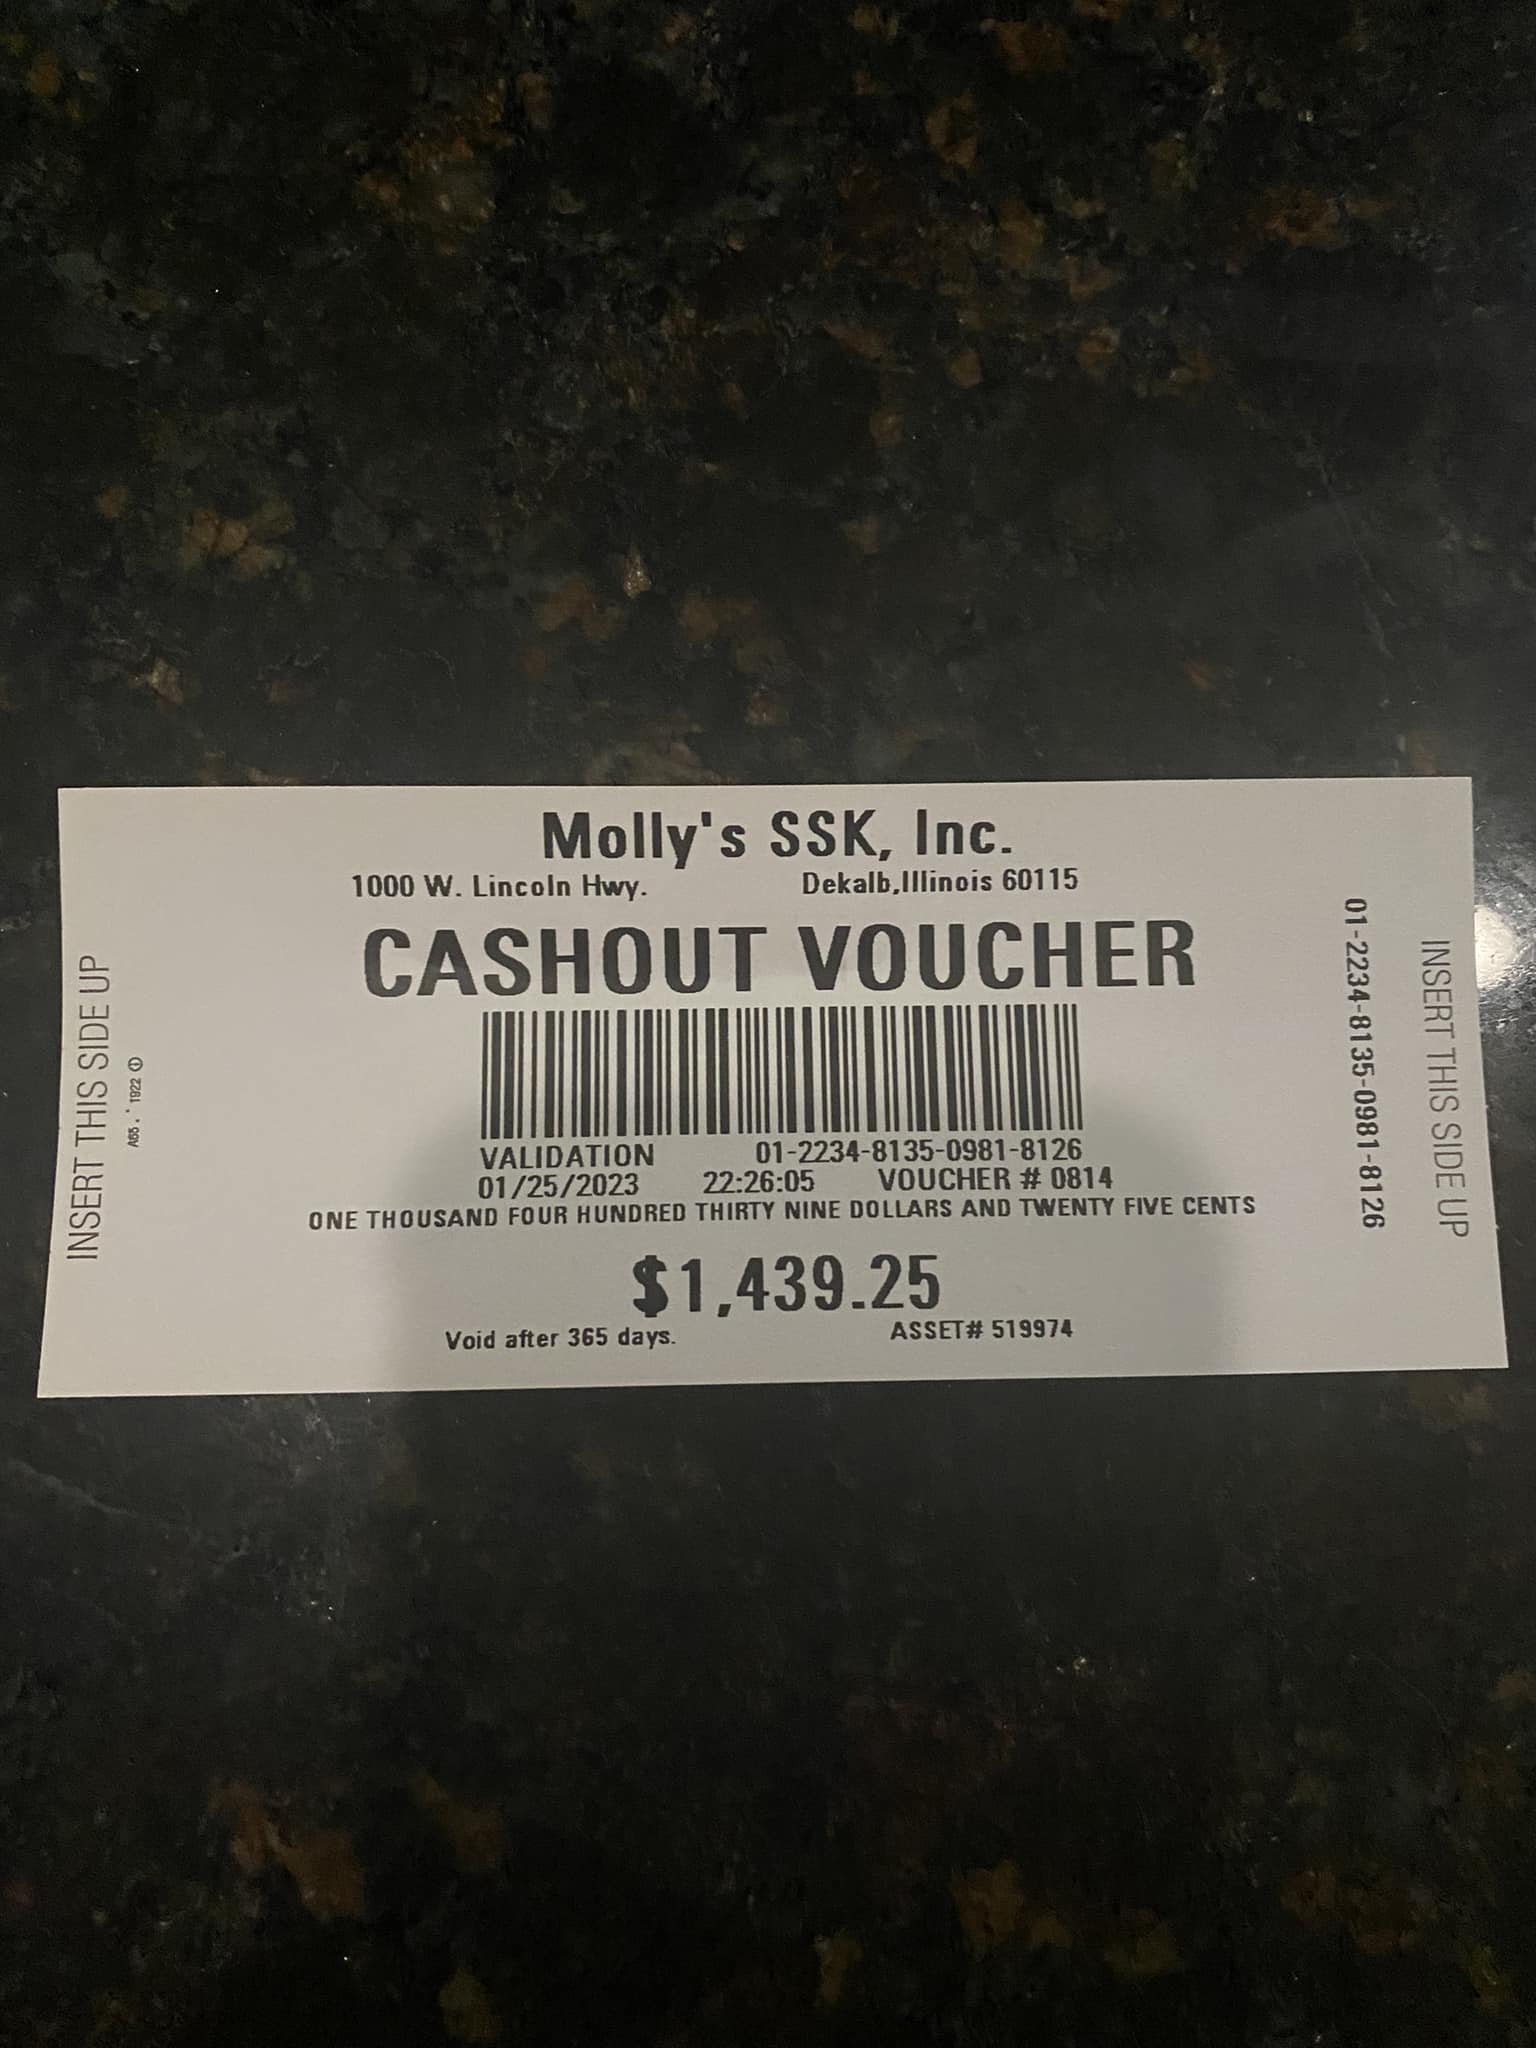 Molly's SSK, Inc.
1000 W. Lincoln Hwy. Dekalb,Illinois 60115
CASHOUT VOUCHER
VALIDATION 01-2234-8135-0981-8126
01/25/2023 22:26:05 VOUCHER # 0814
ONE THOUSAND FOUR HUNDRED THIRTY NINE DOLLARS AND TWENTY FIVE CENTS
$1,439.25
Void after 365 days. ASSET# 519974
INSERT THIS SIDE UP
1922
01-2234-8135-0981-8126
INSERT THIS SIDE UP